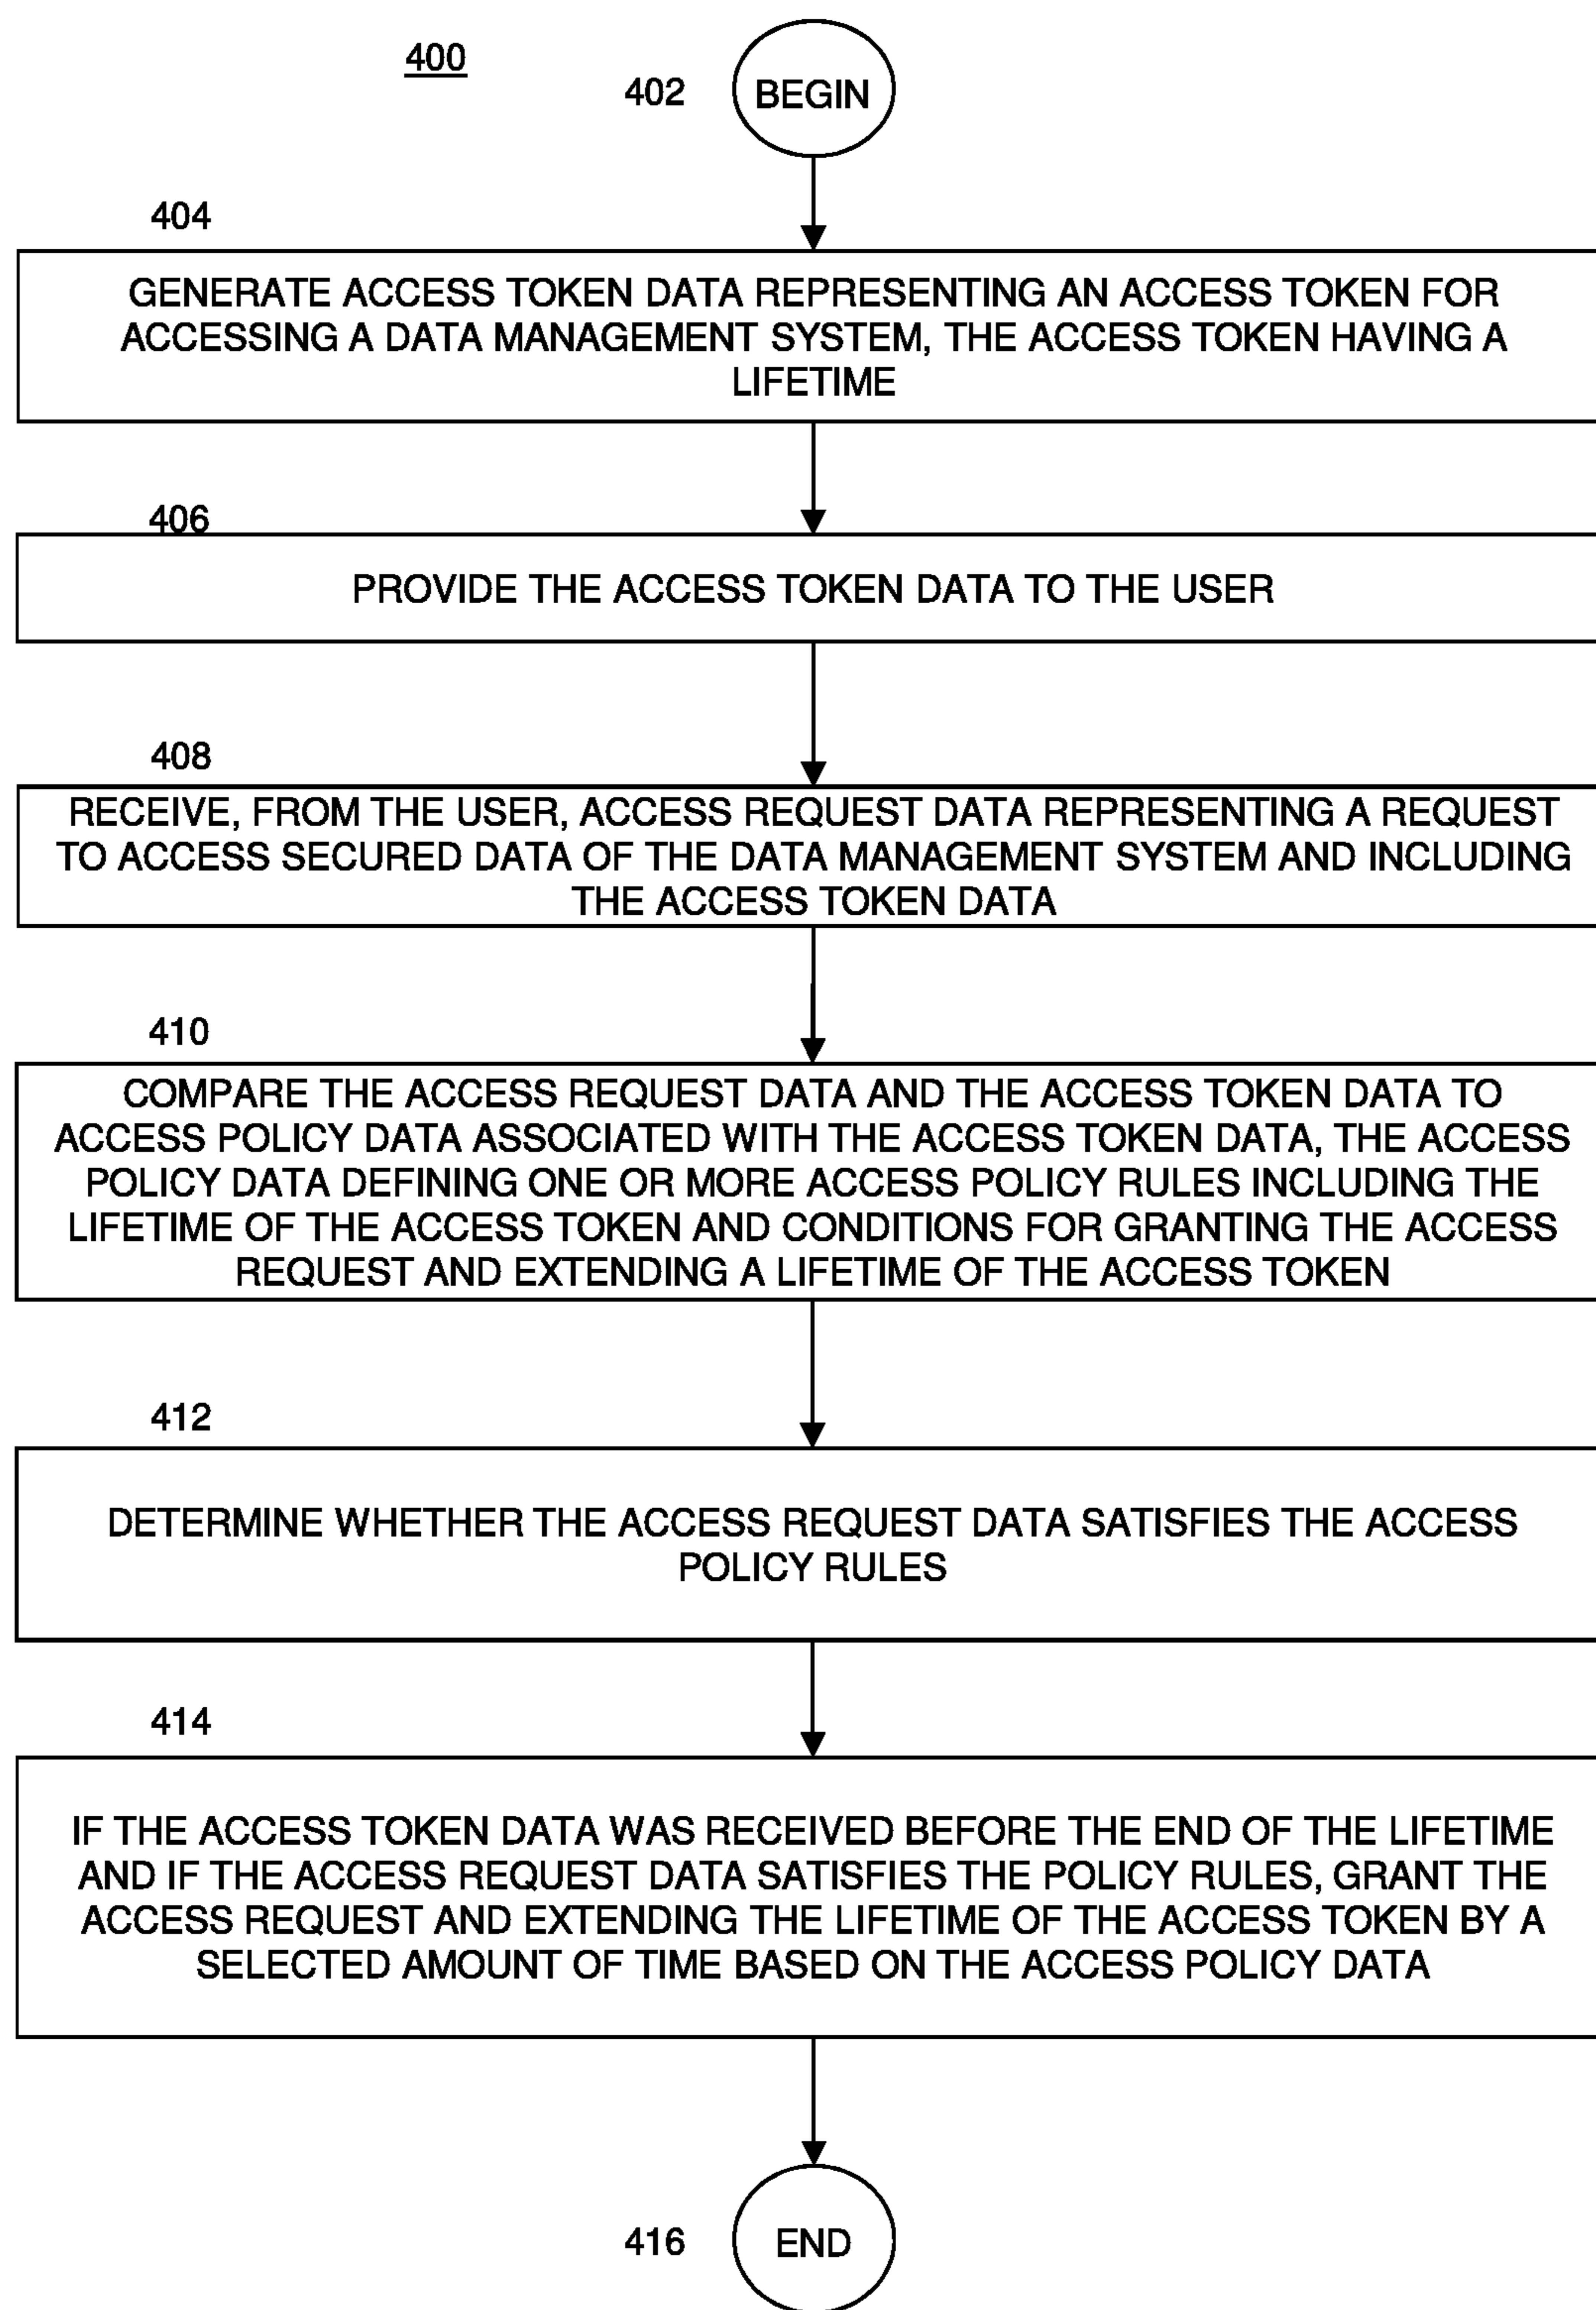 400
402
BEGIN
404
GENERATE ACCESS TOKEN DATA REPRESENTING AN ACCESS TOKEN FOR
ACCESSING A DATA MANAGEMENT SYSTEM, THE ACCESS TOKEN HAVING A
LIFETIME
406
PROVIDE THE ACCESS TOKEN DATA TO THE USER
408
RECEIVE, FROM THE USER, ACCESS REQUEST DATA REPRESENTING A REQUEST
TO ACCESS SECURED DATA OF THE DATA MANAGEMENT SYSTEM AND INCLUDING
THE ACCESS TOKEN DATA
410
COMPARE THE ACCESS REQUEST DATA AND THE ACCESS TOKEN DATA TO
ACCESS POLICY DATA ASSOCIATED WITH THE ACCESS TOKEN DATA, THE ACCESS
POLICY DATA DEFINING ONE OR MORE ACCESS POLICY RULES INCLUDING THE
LIFETIME OF THE ACCESS TOKEN AND CONDITIONS FOR GRANTING THE ACCESS
REQUEST AND EXTENDING A LIFETIME OF THE ACCESS TOKEN
412
DETERMINE WHETHER THE ACCESS REQUEST DATA SATISFIES THE ACCESS
POLICY RULES
414
IF THE ACCESS TOKEN DATA WAS RECEIVED BEFORE THE END OF THE LIFETIME
AND IF THE ACCESS REQUEST DATA SATISFIES THE POLICY RULES, GRANT THE
ACCESS REQUEST AND EXTENDING THE LIFETIME OF THE ACCESS TOKEN BY A
SELECTED AMOUNT OF TIME BASED ON THE ACCESS POLICY DATA
416
END